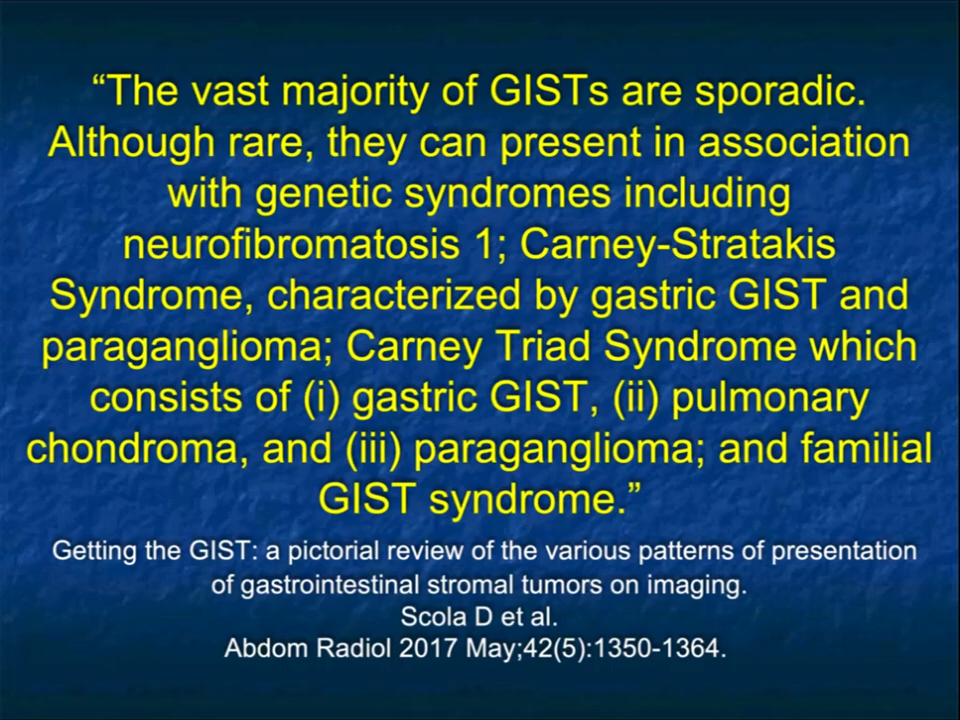 “The vast majority of GISTs are sporadic.
Although rare, they can present in association
with genetic syndromes including
neurofibromatosis 1; Carney-Stratakis
Syndrome, characterized by gastric GIST and
paraganglioma; Carney Triad Syndrome which
consists of (i) gastric GIST, (ii) pulmonary
chondroma, and (iii) paraganglioma; and familial
GIST syndrome.”
Getting the GIST: a pictorial review of the various patterns of presentation
of gastrointestinal stromal tumors on imaging.
Scola D et al.
Abdom Radiol 2017 May;42(5):1350-1364.